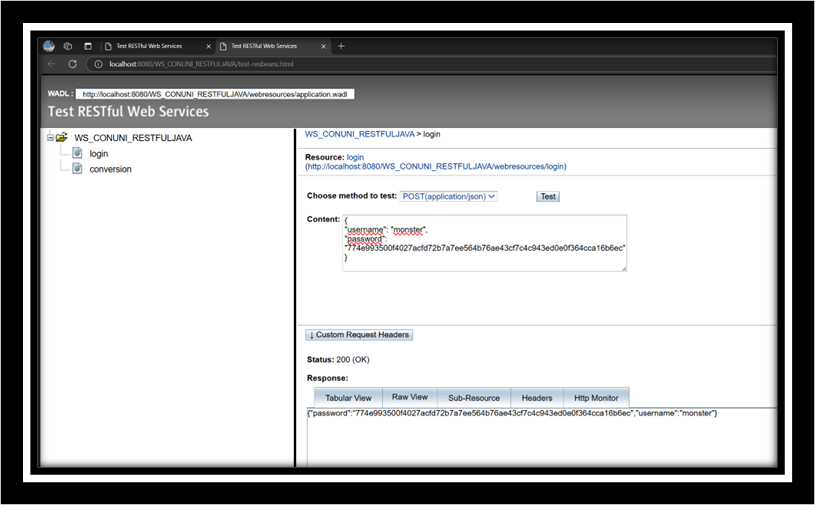 Test RESTful Web Services
Test RESTful Web Services
localhost:8080/WS_CONUNI_RESTFULJAVA/test-resbeans.html
WADL : http://localhost:8080/WS_CONUNI_RESTFULJAVA/webresources/application.wadl
Test RESTful Web Services
WS_CONUNI_RESTFULJAVA
login
conversion
WS_CONUNI_RESTFULJAVA > login
Resource: login
(http://localhost:8080/WS_CONUNI_RESTFULJAVA/webresources/login)
Choose method to test: POST(application/json) Test
Content: {
"username": "monster",
"password":
"774e993500f4027acfd72b7a7ee564b76ae43cf7c4c943ed0e0f364cca16b6ec"
}
↓ Custom Request Headers
Status: 200 (OK)
Response:
Tabular View Raw View Sub-Resource Headers Http Monitor
{"password":"774e993500f4027acfd72b7a7ee564b76ae43cf7c4c943ed0e0f364cca16b6ec","username":"monster"}